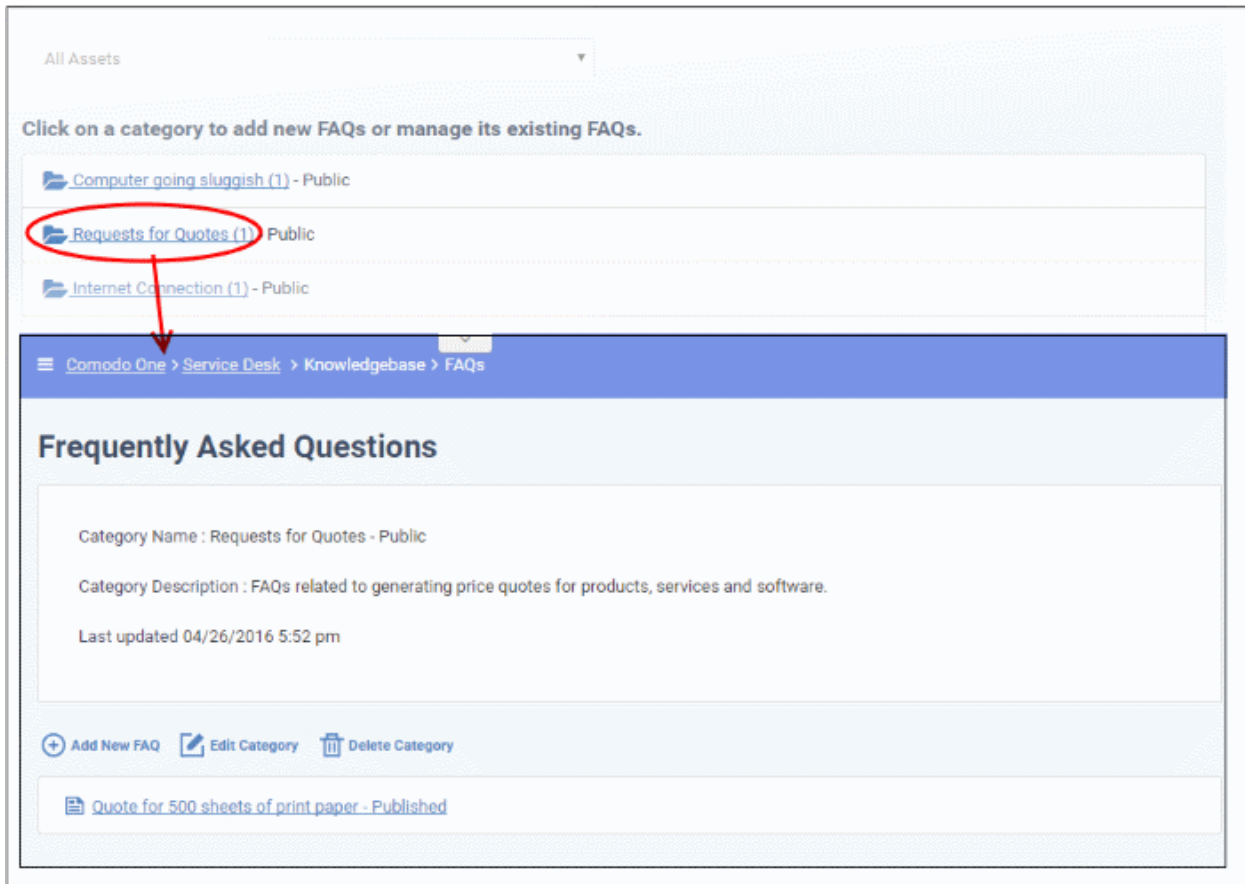 All Assets
Click on a category to add new FAQs or manage its existing FAQs.
Computer going sluggish (1) - Public
Requests for Quotes (1) Public
Internet Connection (1) - Public
Comodo One > Service Desk > Knowledgebase > FAQs
Frequently Asked Questions
Category Name : Requests for Quotes - Public
Category Description : FAQs related to generating price quotes for products, services and software.
Last updated 04/26/2016 5:52 pm
Add New FAQ Edit Category Delete Category
Quote for 500 sheets of print paper - Published